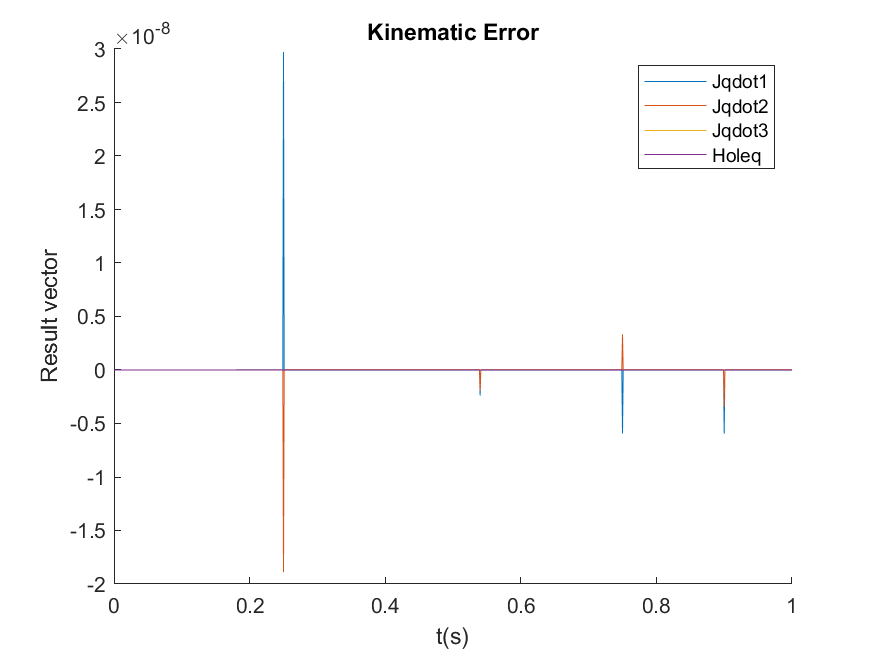 Kinematic Error
×10-8
3
2.5
2
1.5
1
0.5
0
-0.5
-1
-1.5
-2
Result vector
Jqdot1
Jqdot2
Jqdot3
Holeq
0 0.2 0.4 0.6 0.8 1
t(s)